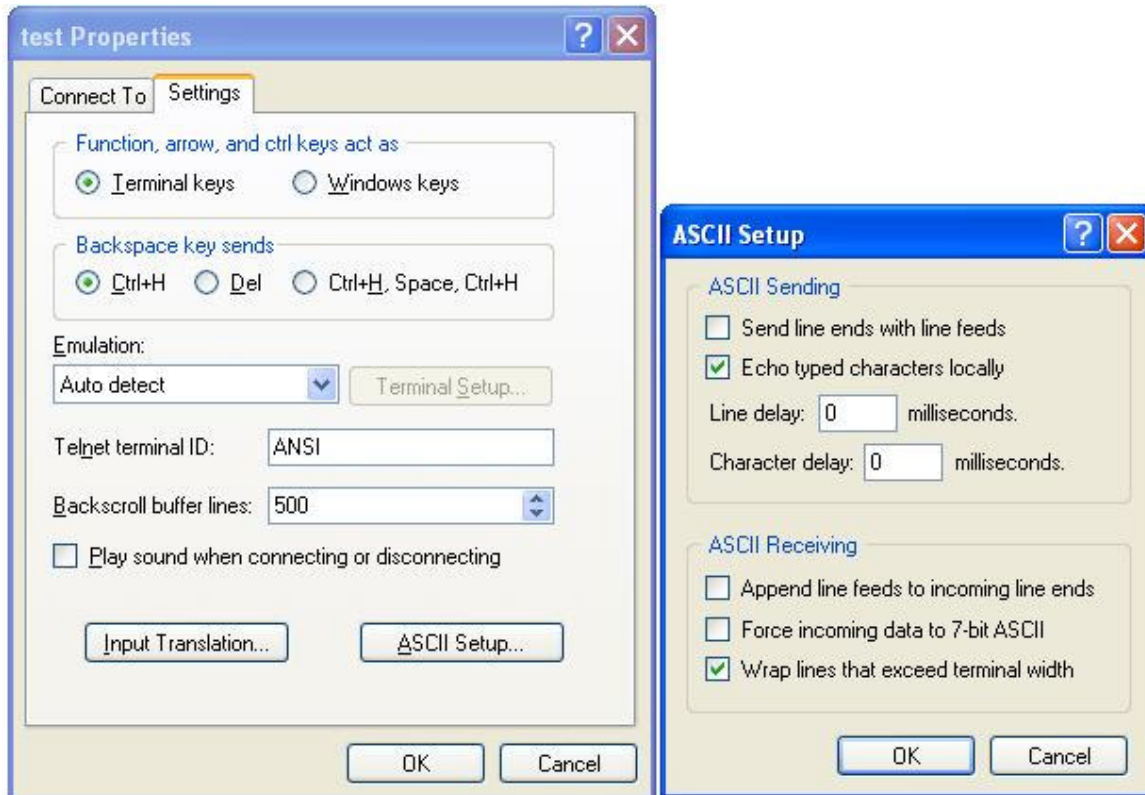 test Properties
Connect To Settings
Function, arrow, and ctrl keys act as
Terminal keys Windows keys
Backspace key sends
Ctrl+H Del Ctrl+H, Space, Ctrl+H
Emulation:
Auto detect Terminal Setup...
Telnet terminal ID: ANSI
Backscroll buffer lines: 500
Play sound when connecting or disconnecting
Input Translation... ASCII Setup...
OK Cancel
ASCII Setup
ASCII Sending
Send line ends with line feeds
Echo typed characters locally
Line delay: 0 milliseconds.
Character delay: 0 milliseconds.
ASCII Receiving
Append line feeds to incoming line ends
Force incoming data to 7-bit ASCII
Wrap lines that exceed terminal width
OK Cancel